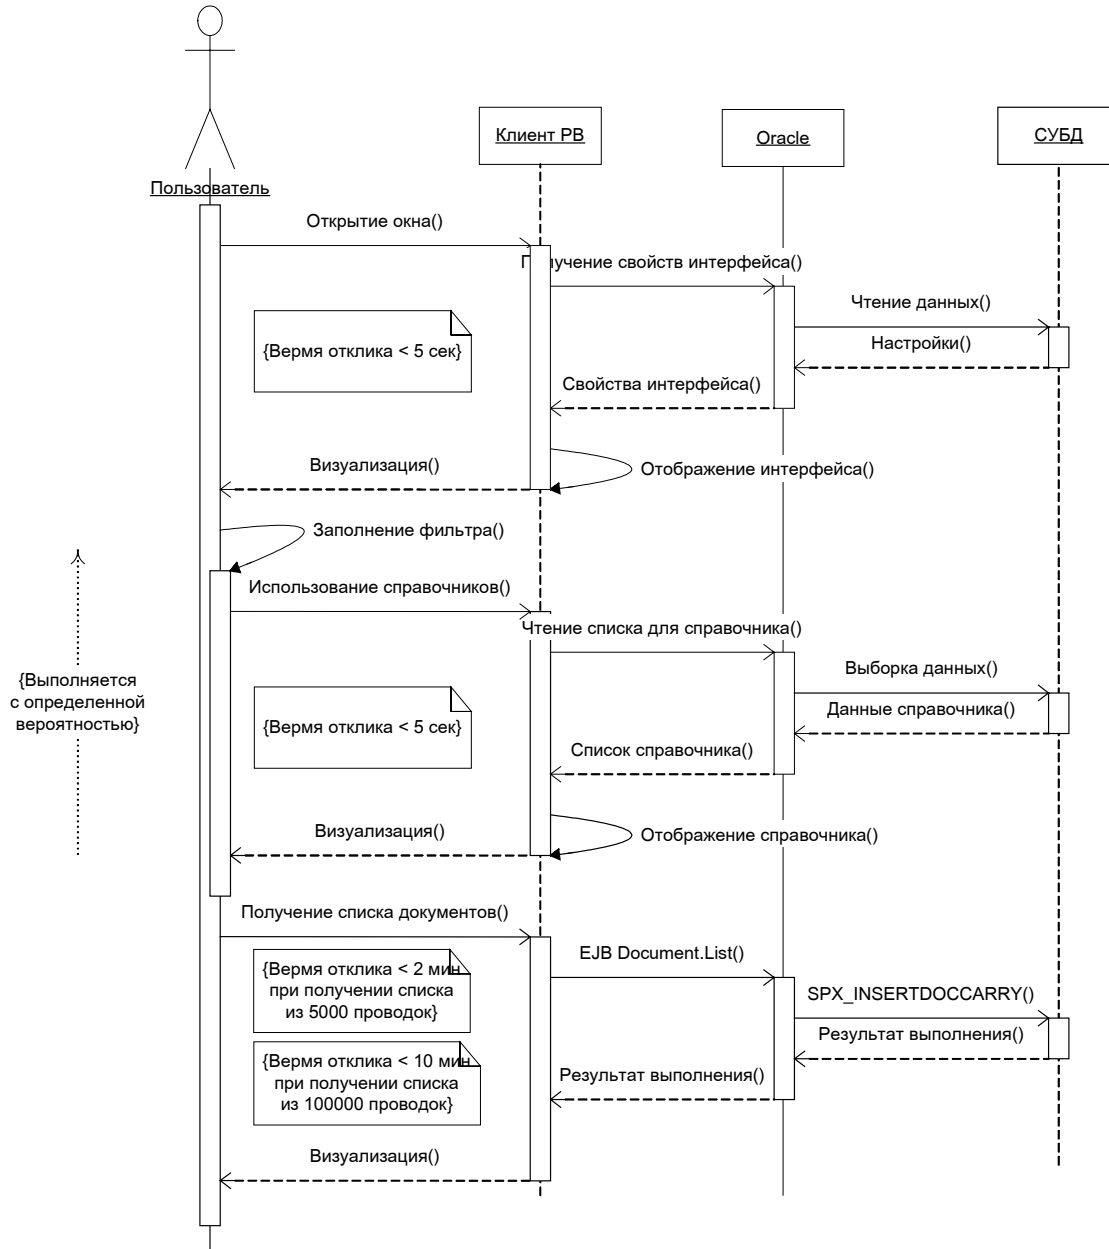 Клиент РВ
Oracle
СУБД
Пользователь
Открытие окна()
Получение свойств интерфейса()
Чтение данных()
{Вермя отклика < 5 сек}
Настройки()
Свойства интерфейса()
Визуализация()
Отображение интерфейса()
Заполнение фильтра()
Использование справочников()
Чтение списка для справочника()
{Выполняется
с определенной
вероятностью}
Выборка данных()
{Вермя отклика < 5 сек}
Данные справочника()
Список справочника()
Визуализация()
Отображение справочника()
Получение списка документов()
EJB Document.List()
{Вермя отклика < 2 мин
при получении списка
из 5000 проводок}
SPX_INSERTDOCCARRY()
Результат выполнения()
{Вермя отклика < 10 мин
при получении списка
из 100000 проводок}
Результат выполнения()
Визуализация()